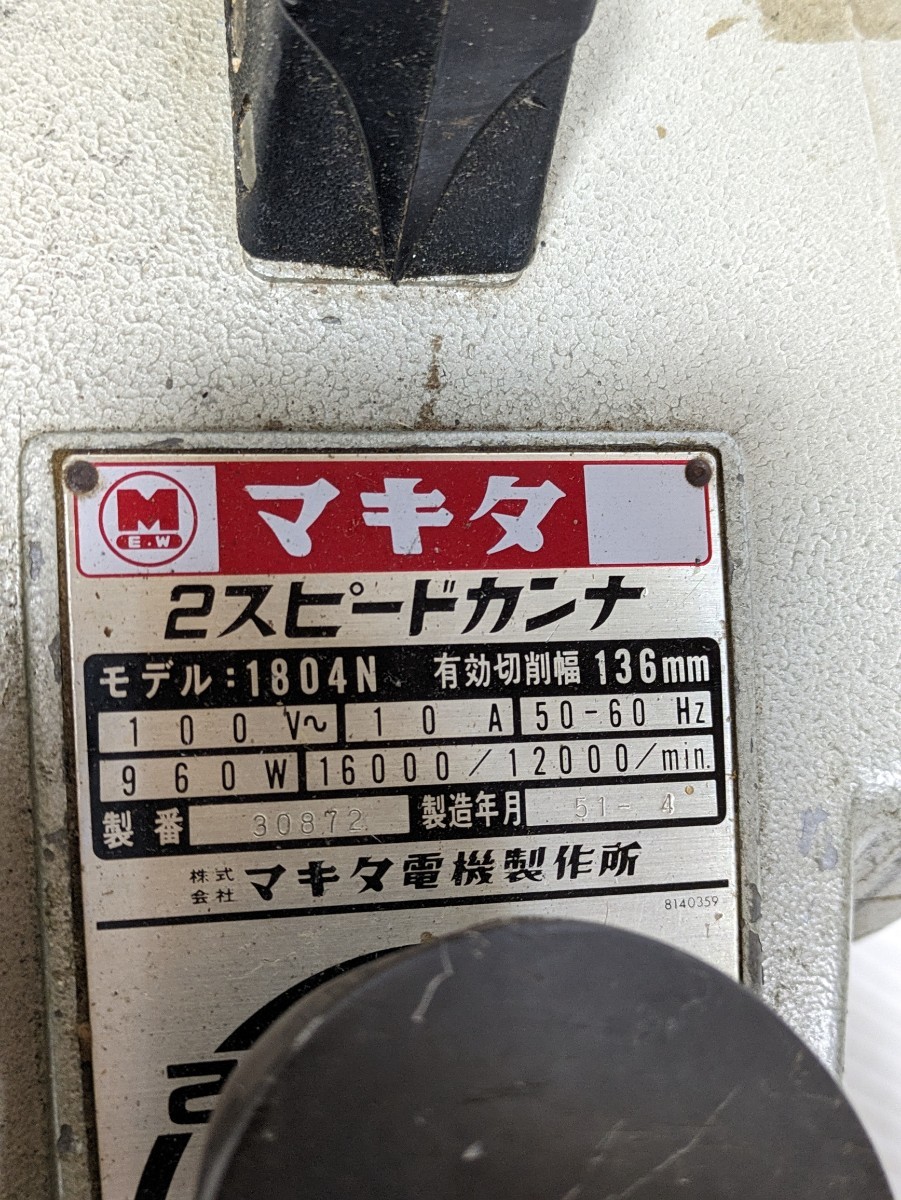 M
E.W
マキタ
2スピードカンナ
モデル:1804N 有効切削幅 136mm
100V~ 10A 50-60Hz
960W 16000/12000/min.
製番 30872 製造年月 51-4
株式会社 マキタ電機製作所
8140359
2